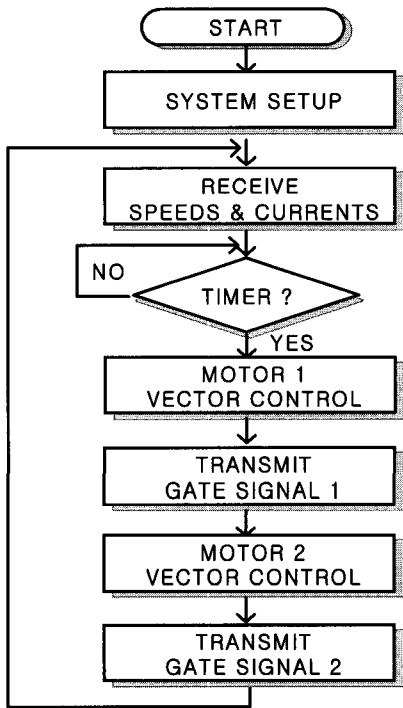 START
SYSTEM SETUP
RECEIVE
SPEEDS & CURRENTS
NO
TIMER ?
YES
MOTOR 1
VECTOR CONTROL
TRANSMIT
GATE SIGNAL 1
MOTOR 2
VECTOR CONTROL
TRANSMIT
GATE SIGNAL 2